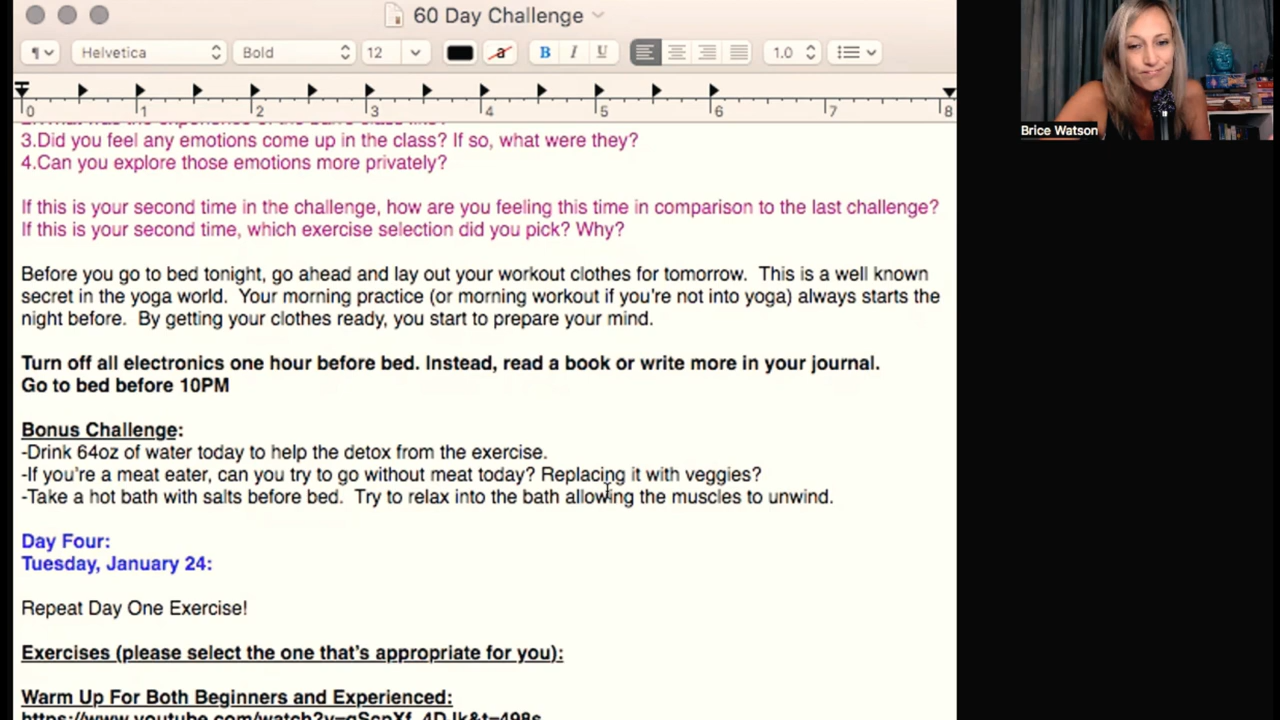 60 Day Challenge
¶ Helvetica Bold 12 a B I U 1.0
0 1 2 3 4 5 6 7 8
3.Did you feel any emotions come up in the class? If so, what were they?
4.Can you explore those emotions more privately?
If this is your second time in the challenge, how are you feeling this time in comparison to the last challenge?
If this is your second time, which exercise selection did you pick? Why?
Before you go to bed tonight, go ahead and lay out your workout clothes for tomorrow. This is a well known
secret in the yoga world. Your morning practice (or morning workout if you're not into yoga) always starts the
night before. By getting your clothes ready, you start to prepare your mind.
Turn off all electronics one hour before bed. Instead, read a book or write more in your journal.
Go to bed before 10PM
Bonus Challenge:
-Drink 64oz of water today to help the detox from the exercise.
-If you're a meat eater, can you try to go without meat today? Replacing it with veggies?
-Take a hot bath with salts before bed. Try to relax into the bath allowing the muscles to unwind.
Day Four:
Tuesday, January 24:
Repeat Day One Exercise!
Exercises (please select the one that's appropriate for you):
Warm Up For Both Beginners and Experienced:
Brice Watson